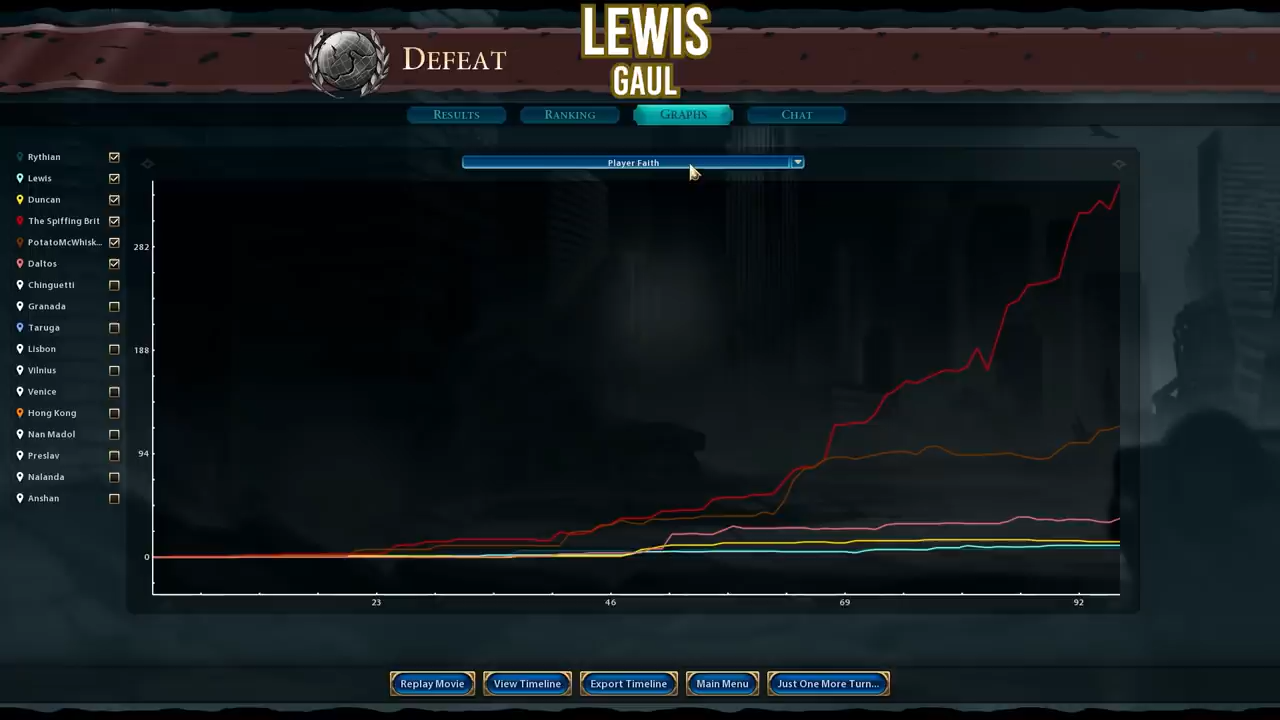 LEWIS
GAUL
DEFEAT
RESULTS
RANKING
GRAPHS
CHAT
Player Faith
Rythian
Lewis
Duncan
The Spiffing Brit
PotatoMcWhisk...
Daltos
Chinguetti
Granada
Taruga
Lisbon
Vilnius
Venice
Hong Kong
Nan Madol
Preslav
Nalanda
Anshan
282
188
94
0
23
46
69
92
Replay Movie
View Timeline
Export Timeline
Main Menu
Just One More Turn...